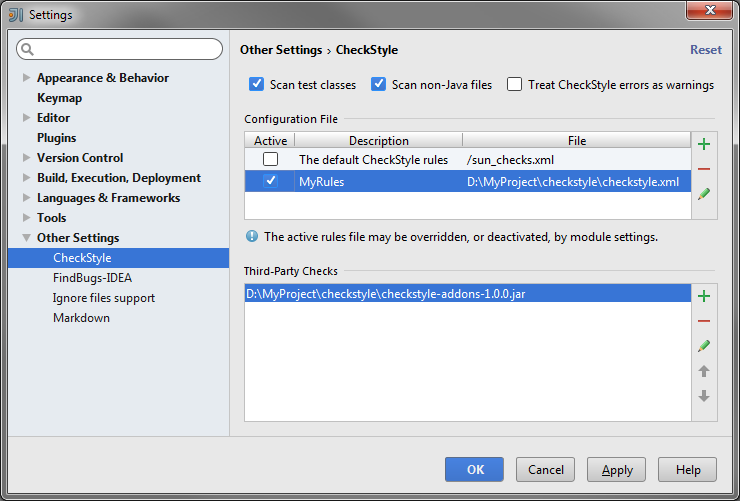 Settings
Appearance & Behavior
Keymap
Editor
Plugins
Version Control
Build, Execution, Deployment
Languages & Frameworks
Tools
Other Settings
CheckStyle
FindBugs-IDEA
Ignore files support
Markdown
Other Settings › CheckStyle Reset
Scan test classes Scan non-Java files Treat CheckStyle errors as warnings
Configuration File
Active Description File
The default CheckStyle rules /sun_checks.xml
MyRules D:\MyProject\checkstyle\checkstyle.xml
The active rules file may be overridden, or deactivated, by module settings.
Third-Party Checks
D:\MyProject\checkstyle\checkstyle-addons-1.0.0.jar
OK Cancel Apply Help